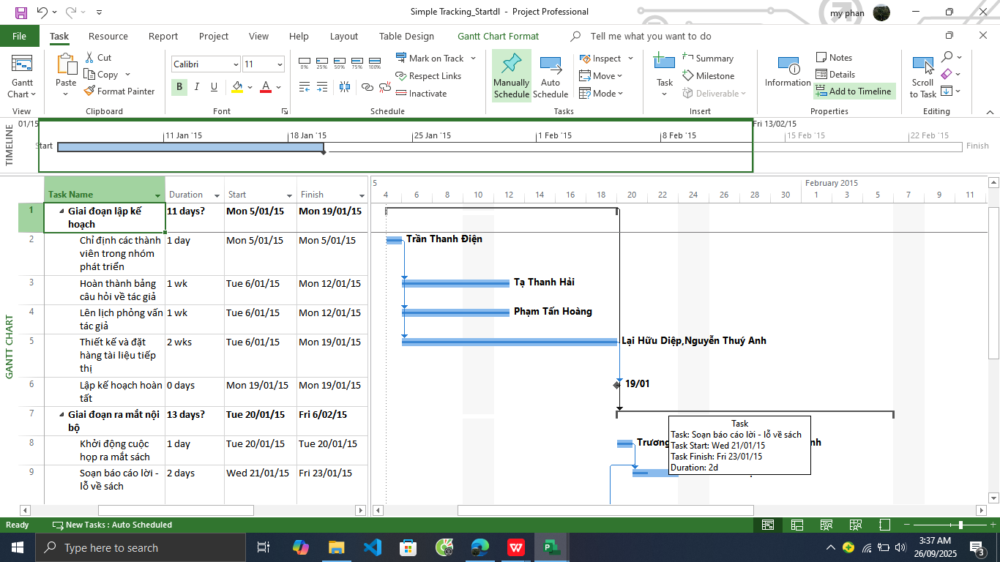 Simple Tracking_Startdl - Project Professional
my phan
File Task Resource Report Project View Help Layout Table Design Gantt Chart Format Tell me what you want to do
Gantt Chart
View
Paste
Cut
Copy
Format Painter
Clipboard
Calibri 11
B I U A
Font
0% 25% 50% 75% 100%
Mark on Track
Respect Links
Inactivate
Schedule
Manually Schedule
Auto Schedule
Inspect
Move
Mode
Tasks
Task
Summary
Milestone
Deliverable
Insert
Information
Notes
Details
Add to Timeline
Properties
Scroll to Task
Editing
TIMELINE
01/15 Fri 13/02/15
11 Jan '15 18 Jan '15 25 Jan '15 1 Feb '15 8 Feb '15 15 Feb '15 22 Feb '15
Start Finish
GANTT CHART
Task Name Duration Start Finish
5 February 2015
4 6 8 10 12 14 16 18 20 22 24 26 28 30 1 3 5 7 9 11
1 Giai đoạn lập kế hoạch 11 days? Mon 5/01/15 Mon 19/01/15
2 Chỉ định các thành viên trong nhóm phát triển 1 day Mon 5/01/15 Mon 5/01/15
Trần Thanh Điện
3 Hoàn thành bảng câu hỏi về tác giả 1 wk Tue 6/01/15 Mon 12/01/15
Tạ Thanh Hải
4 Lên lịch phỏng vấn tác giả 1 wk Tue 6/01/15 Mon 12/01/15
Phạm Tấn Hoàng
5 Thiết kế và đặt hàng tài liệu tiếp thị 2 wks Tue 6/01/15 Mon 19/01/15
Lại Hữu Diệp,Nguyễn Thuý Anh
6 Lập kế hoạch hoàn tất 0 days Mon 19/01/15 Mon 19/01/15
19/01
7 Giai đoạn ra mắt nội bộ 13 days? Tue 20/01/15 Fri 6/02/15
8 Khởi động cuộc họp ra mắt sách 1 day Tue 20/01/15 Tue 20/01/15
9 Soạn báo cáo lời - lỗ về sách 2 days Wed 21/01/15 Fri 23/01/15
Task
Task: Soạn báo cáo lời - lỗ về sách
Task Start: Wed 21/01/15
Task Finish: Fri 23/01/15
Duration: 2d
Ready New Tasks : Auto Scheduled
Type here to search
3:37 AM
26/09/2025
3